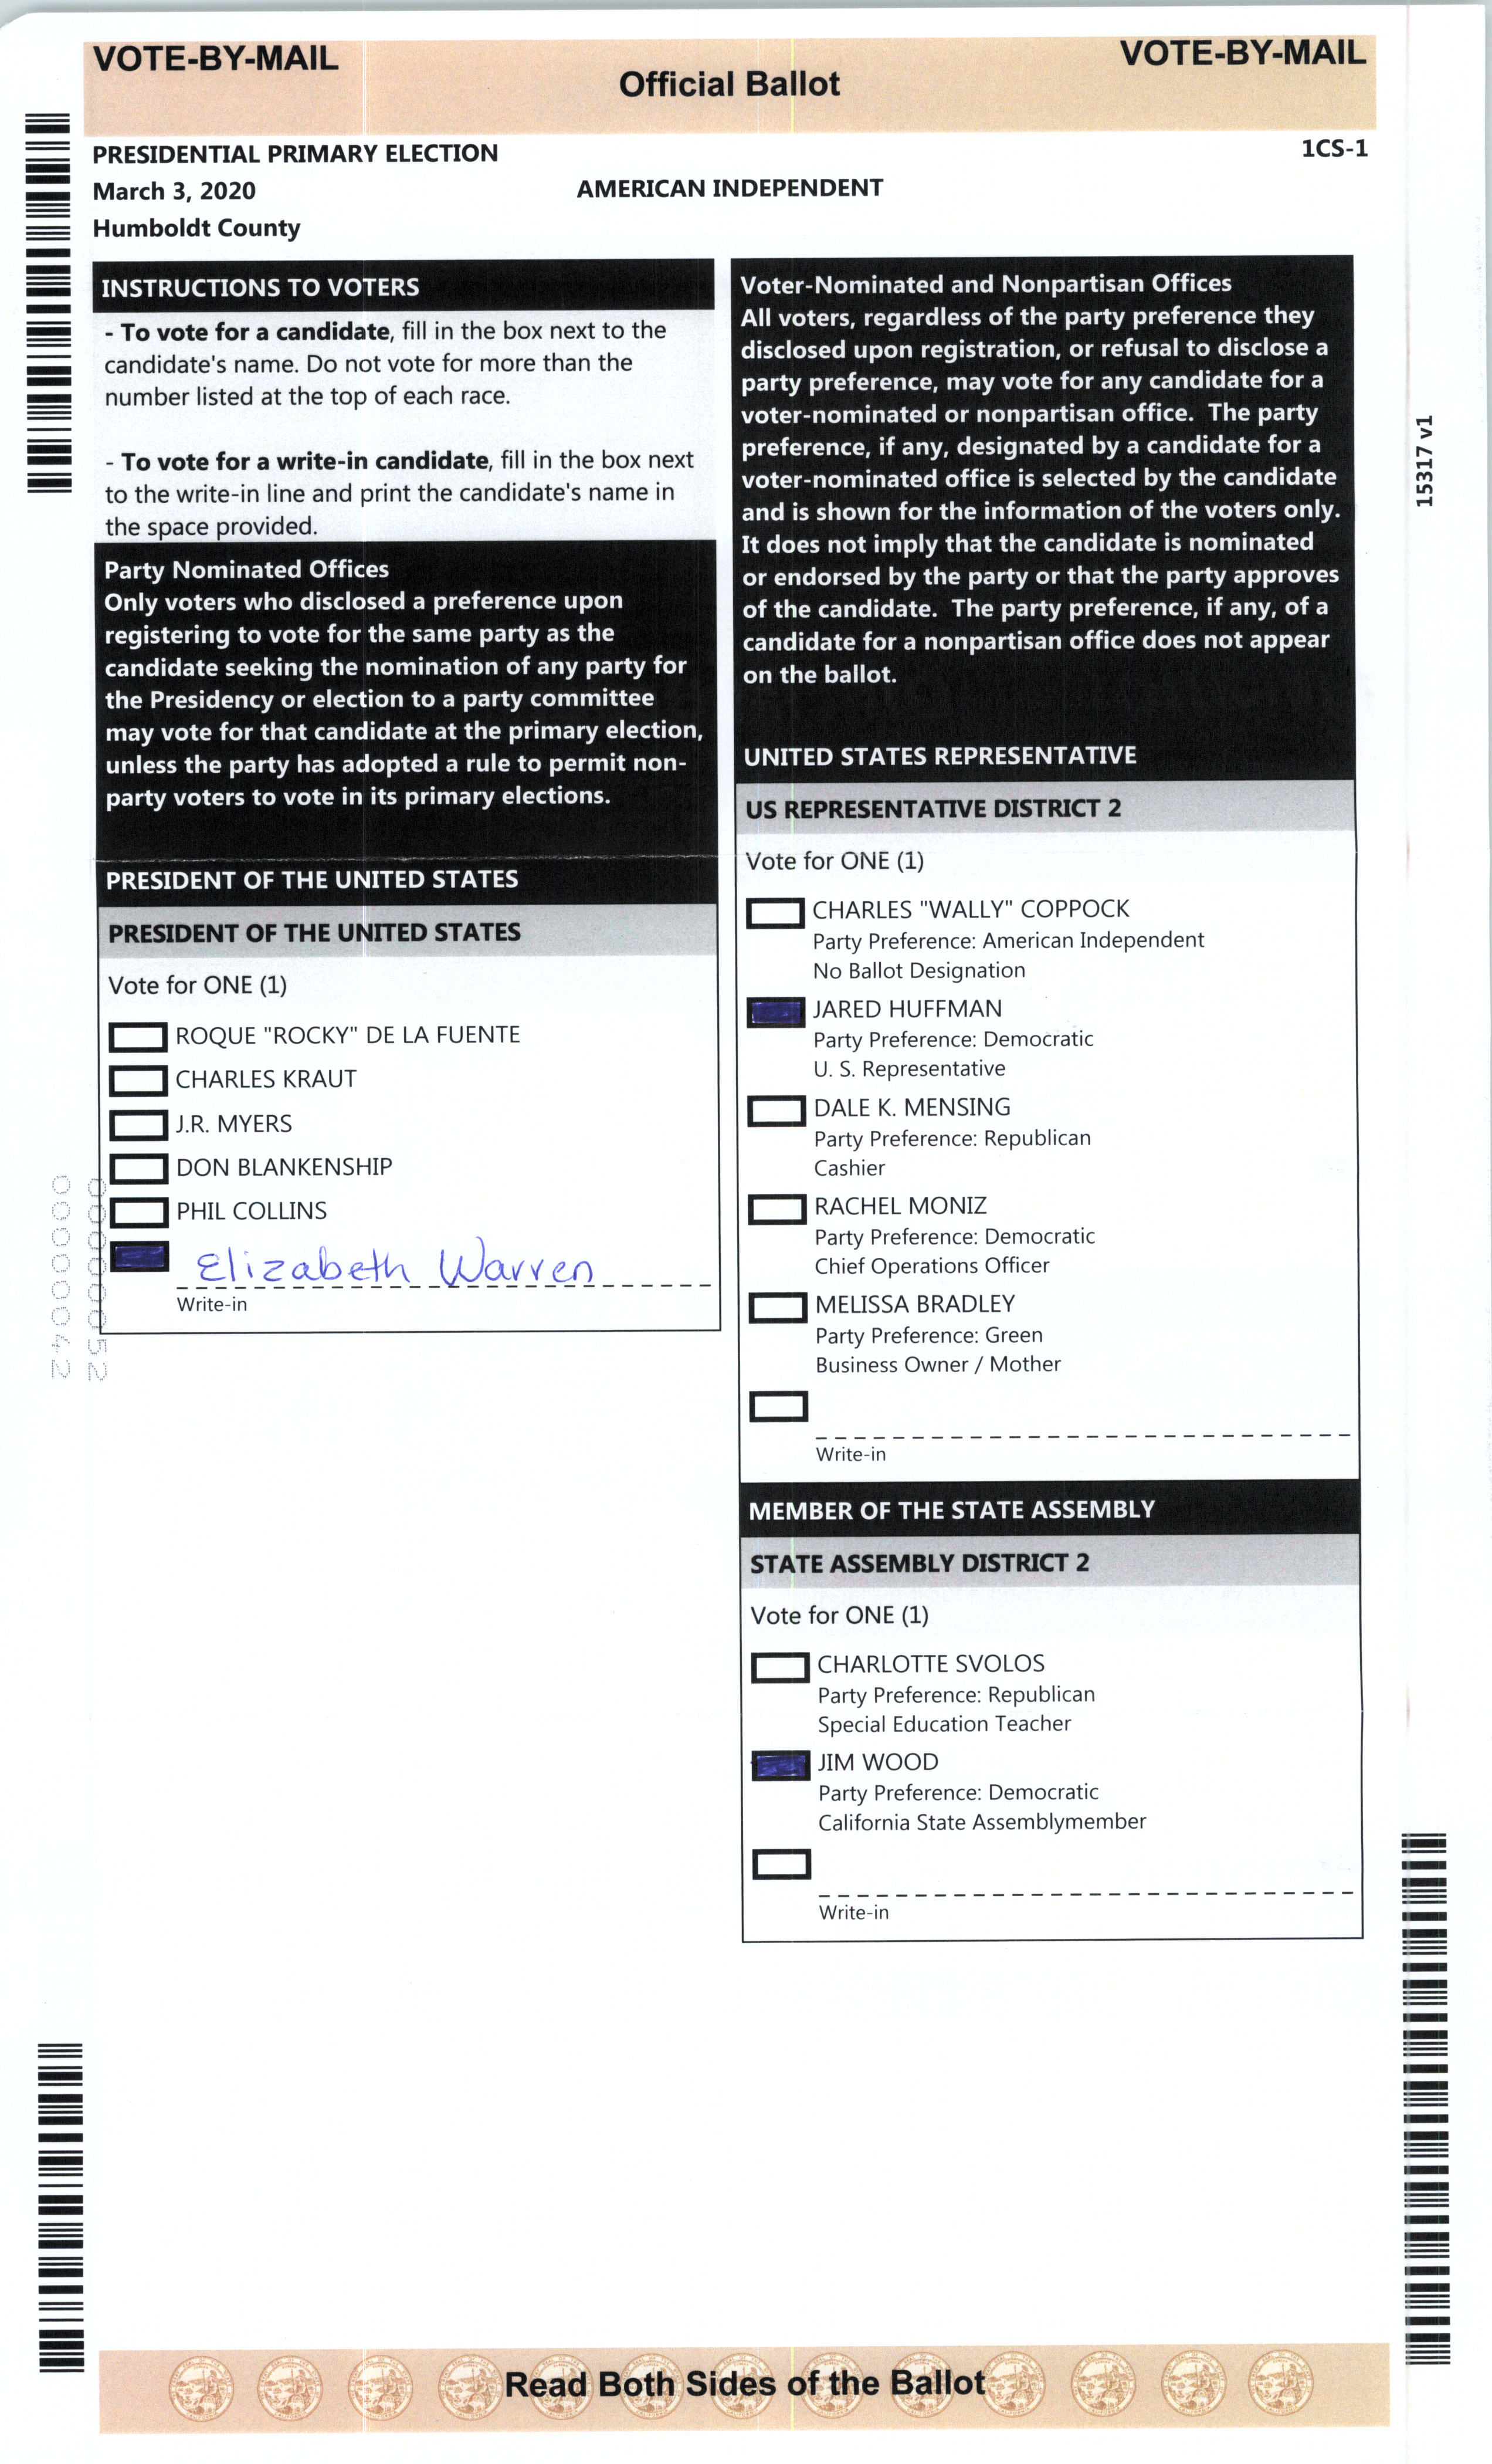 VOTE-BY-MAIL
VOTE-BY-MAIL
Official Ballot
PRESIDENTIAL PRIMARY ELECTION
1CS-1
March 3, 2020
AMERICAN INDEPENDENT
Humboldt County
INSTRUCTIONS TO VOTERS
- To vote for a candidate, fill in the box next to the
candidate's name. Do not vote for more than the
number listed at the top of each race.
- To vote for a write-in candidate, fill in the box next
to the write-in line and print the candidate's name in
the space provided.
Party Nominated Offices
Only voters who disclosed a preference upon
registering to vote for the same party as the
candidate seeking the nomination of any party for
the Presidency or election to a party committee
may vote for that candidate at the primary election,
unless the party has adopted a rule to permit non-
party voters to vote in its primary elections.
PRESIDENT OF THE UNITED STATES
PRESIDENT OF THE UNITED STATES
Vote for ONE (1)
ROQUE "ROCKY" DE LA FUENTE
CHARLES KRAUT
J.R. MYERS
DON BLANKENSHIP
PHIL COLLINS
Elizabeth Warren
Write-in
00000052
00000042
Voter-Nominated and Nonpartisan Offices
All voters, regardless of the party preference they
disclosed upon registration, or refusal to disclose a
party preference, may vote for any candidate for a
voter-nominated or nonpartisan office. The party
preference, if any, designated by a candidate for a
voter-nominated office is selected by the candidate
and is shown for the information of the voters only.
It does not imply that the candidate is nominated
or endorsed by the party or that the party approves
of the candidate. The party preference, if any, of a
candidate for a nonpartisan office does not appear
on the ballot.
UNITED STATES REPRESENTATIVE
US REPRESENTATIVE DISTRICT 2
Vote for ONE (1)
CHARLES "WALLY" COPPOCK
Party Preference: American Independent
No Ballot Designation
JARED HUFFMAN
Party Preference: Democratic
U. S. Representative
DALE K. MENSING
Party Preference: Republican
Cashier
RACHEL MONIZ
Party Preference: Democratic
Chief Operations Officer
MELISSA BRADLEY
Party Preference: Green
Business Owner / Mother
Write-in
MEMBER OF THE STATE ASSEMBLY
STATE ASSEMBLY DISTRICT 2
Vote for ONE (1)
CHARLOTTE SVOLOS
Party Preference: Republican
Special Education Teacher
JIM WOOD
Party Preference: Democratic
California State Assemblymember
Write-in
15317 v1
Read Both Sides of the Ballot